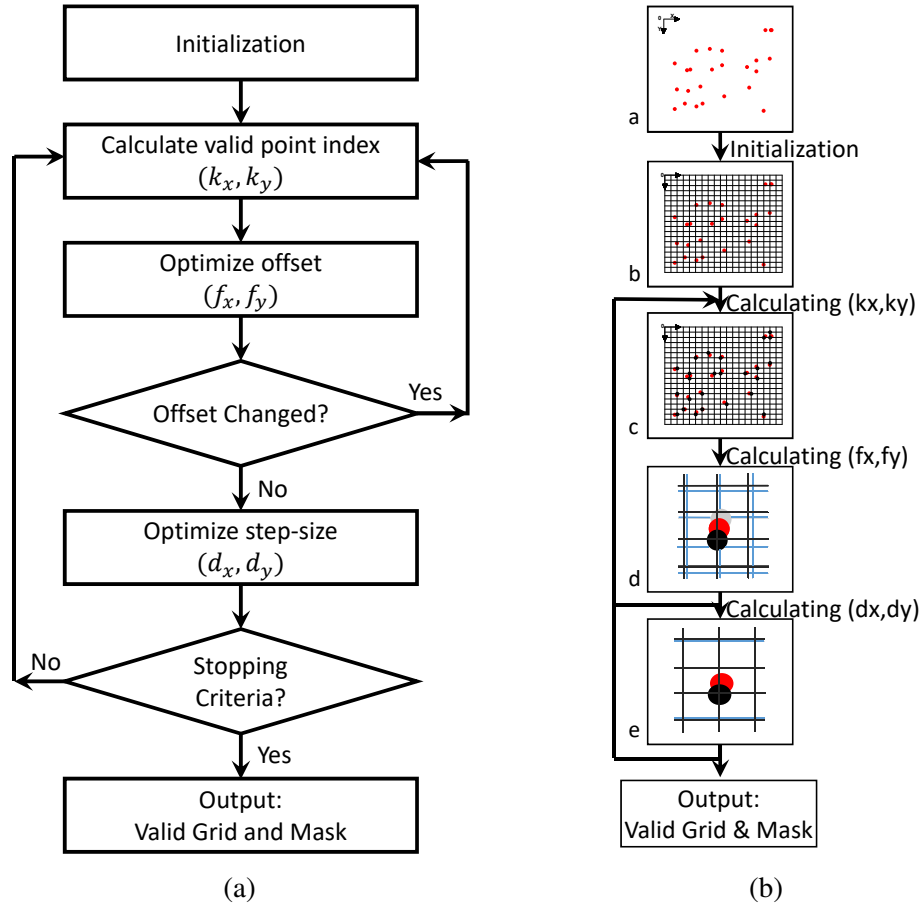 Initialization
Calculate valid point index
(k_x, k_y)
Optimize offset
(f_x, f_y)
Offset Changed?
Yes
No
Optimize step-size
(d_x, d_y)
Stopping
Criteria?
No
Yes
Output:
Valid Grid and Mask
(a)
a
Initialization
b
Calculating (kx,ky)
c
Calculating (fx,fy)
d
Calculating (dx,dy)
e
Output:
Valid Grid & Mask
(b)